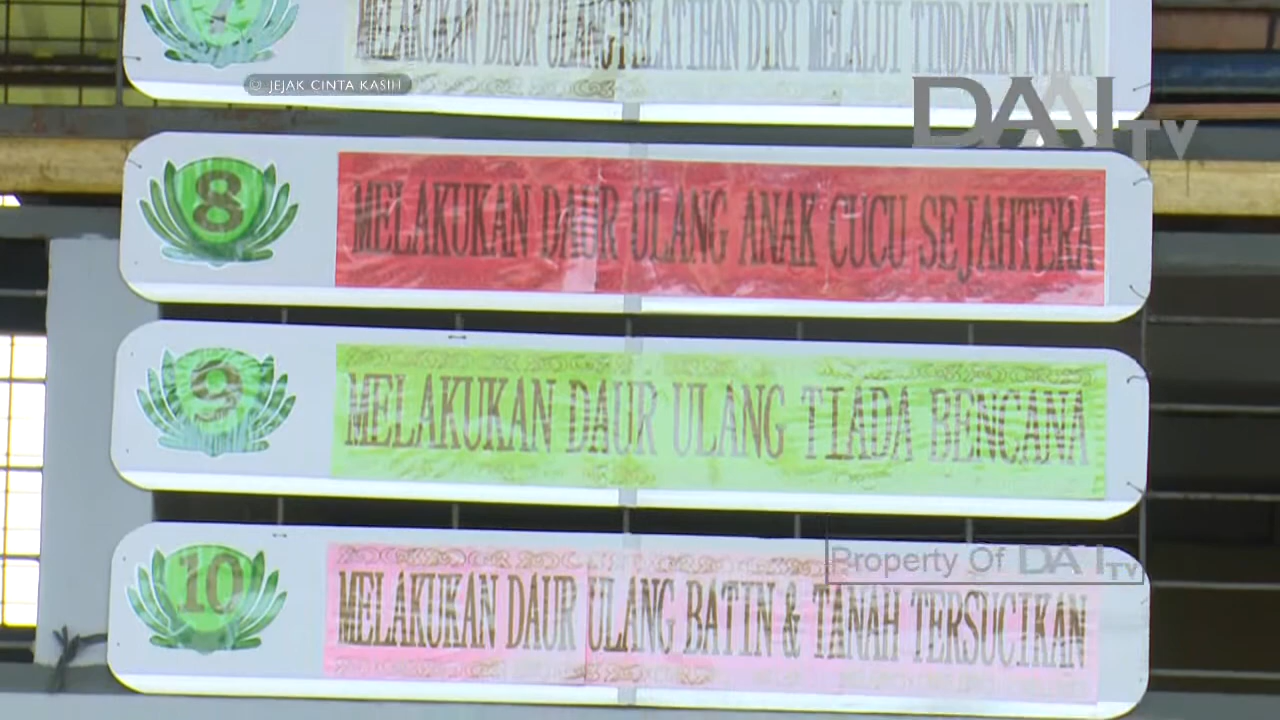 7
MELAKUKAN DAUR ULANG PELATIHAN DIRI MELALUI TINDAKAN NYATA
JEJAK CINTA KASIH
DAAI TV
8
MELAKUKAN DAUR ULANG ANAK CUCU SEJAHTERA
9
MELAKUKAN DAUR ULANG TIADA BENCANA
Property Of DAAI TV
10
MELAKUKAN DAUR ULANG BATIN & TANAH TERSUCIKAN